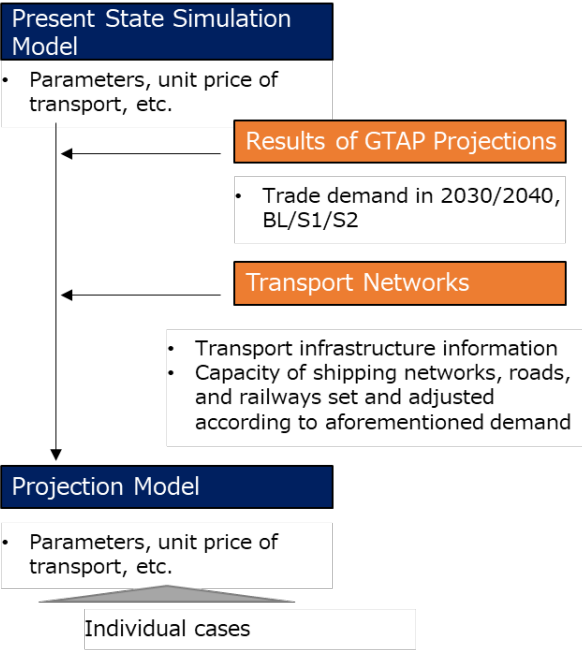 Present State Simulation
Model
• Parameters, unit price of
transport, etc.
Results of GTAP Projections
• Trade demand in 2030/2040,
BL/S1/S2
Transport Networks
• Transport infrastructure information
• Capacity of shipping networks, roads,
and railways set and adjusted
according to aforementioned demand
Projection Model
• Parameters, unit price of
transport, etc.
Individual cases